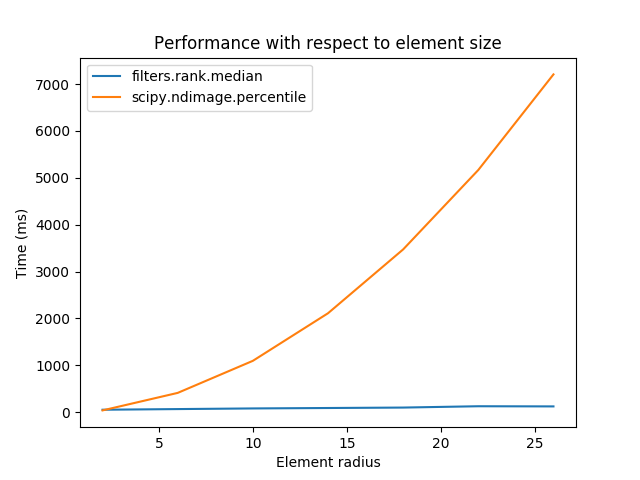 Performance with respect to element size
filters.rank.median
scipy.ndimage.percentile
Time (ms)
7000
6000
5000
4000
3000
2000
1000
0
5
10
15
20
25
Element radius